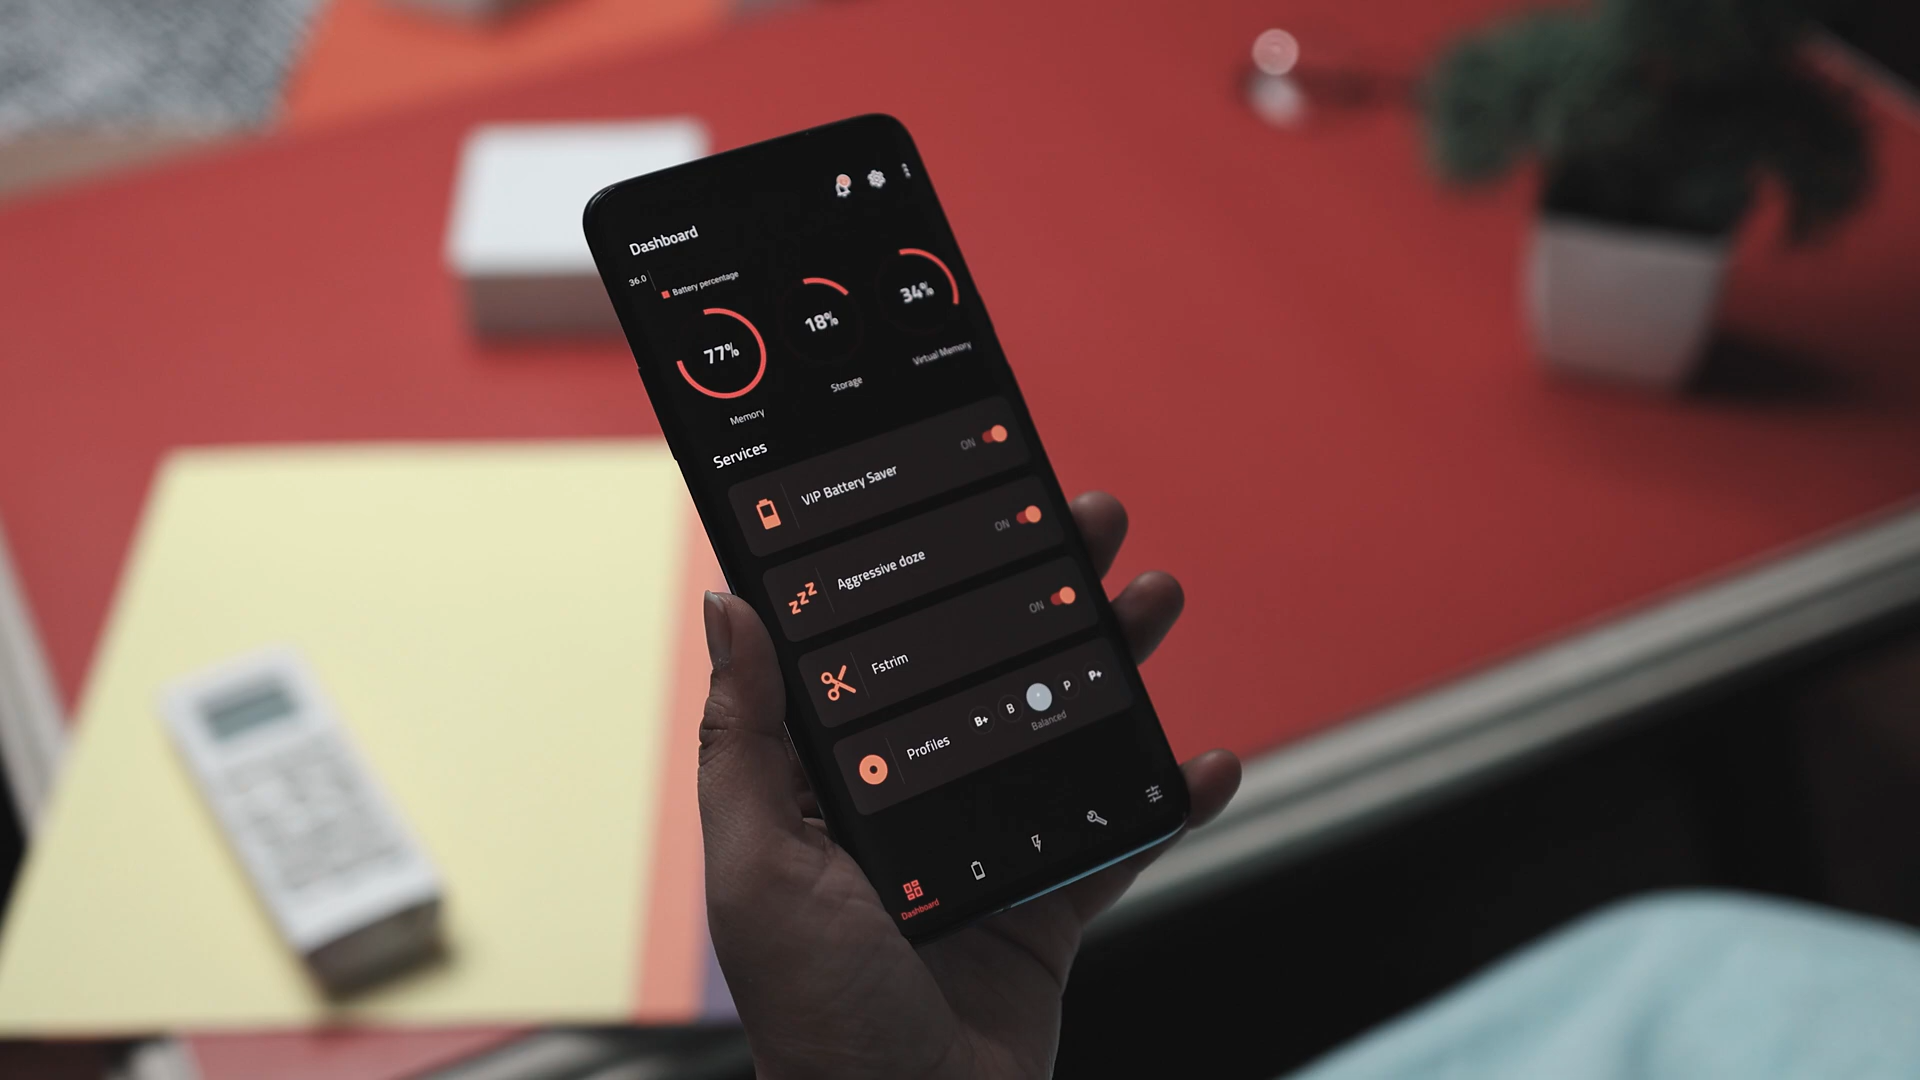 Dashboard
36.0
Battery percentage
77%
18%
34%
Memory
Storage
Virtual Memory
Services
VIP Battery Saver
ON
Aggressive doze
ON
Fstrim
ON
Profiles
B+ B P P+
Balanced
Dashboard